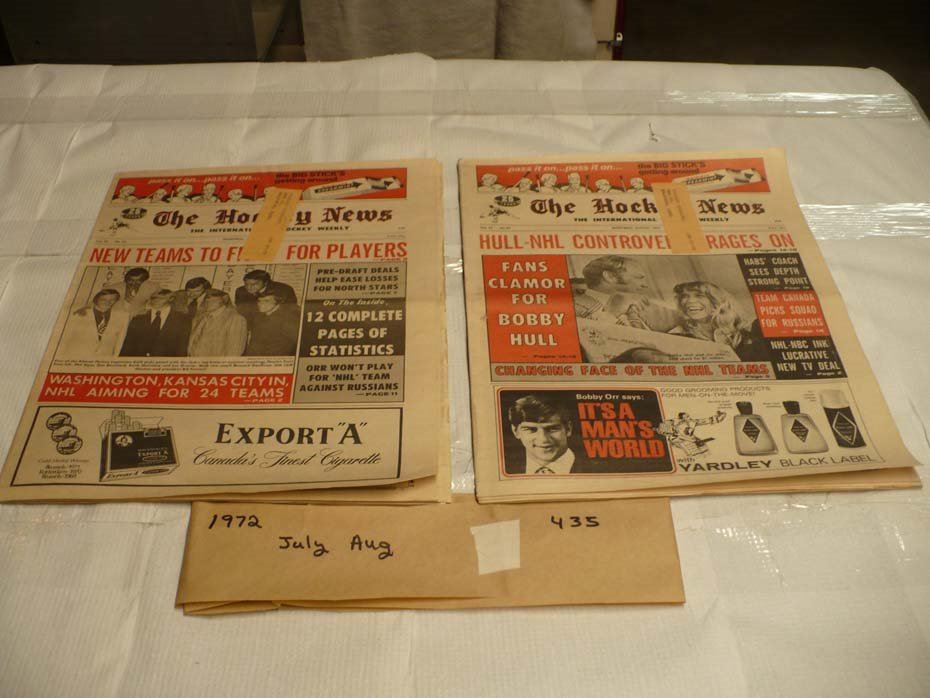 pass it on...pass it on...
the BIG STICK'S
getting around
The Hockey News
THE INTERNATIONAL HOCKEY WEEKLY
NEW TEAMS TO FOR PLAYERS
PRE-DRAFT DEALS
HELP EASE LOSSES
FOR NORTH STARS
PAGE 7
On The Inside
12 COMPLETE
PAGES OF
STATISTICS
ORR WON'T PLAY
FOR 'NHL' TEAM
AGAINST RUSSIANS
PAGE 11
WASHINGTON, KANSAS CITY IN,
NHL AIMING FOR 24 TEAMS
EXPORT "A"
Canada's Finest Cigarette
EXPORT A
pass it on...pass it on...
the BIG STICK'S
getting around
The Hockey News
THE INTERNATIONAL WEEKLY
HULL-NHL CONTROVERSY RAGES ON
FANS
CLAMOR
FOR
BOBBY
HULL
HABS' COACH
SEES DEPTH
STRONG POINT
TEAM CANADA
PICKS SQUAD
FOR RUSSIANS
NHL-NBC INK
LUCRATIVE
NEW TV DEAL
CHANGING FACE OF THE NHL TEAMS
Bobby Orr says:
IT'S A
MAN'S
WORLD
GOOD GROOMING PRODUCTS
FOR MEN-ON-THE-MOVE!
with YARDLEY BLACK LABEL
1972 435
July Aug